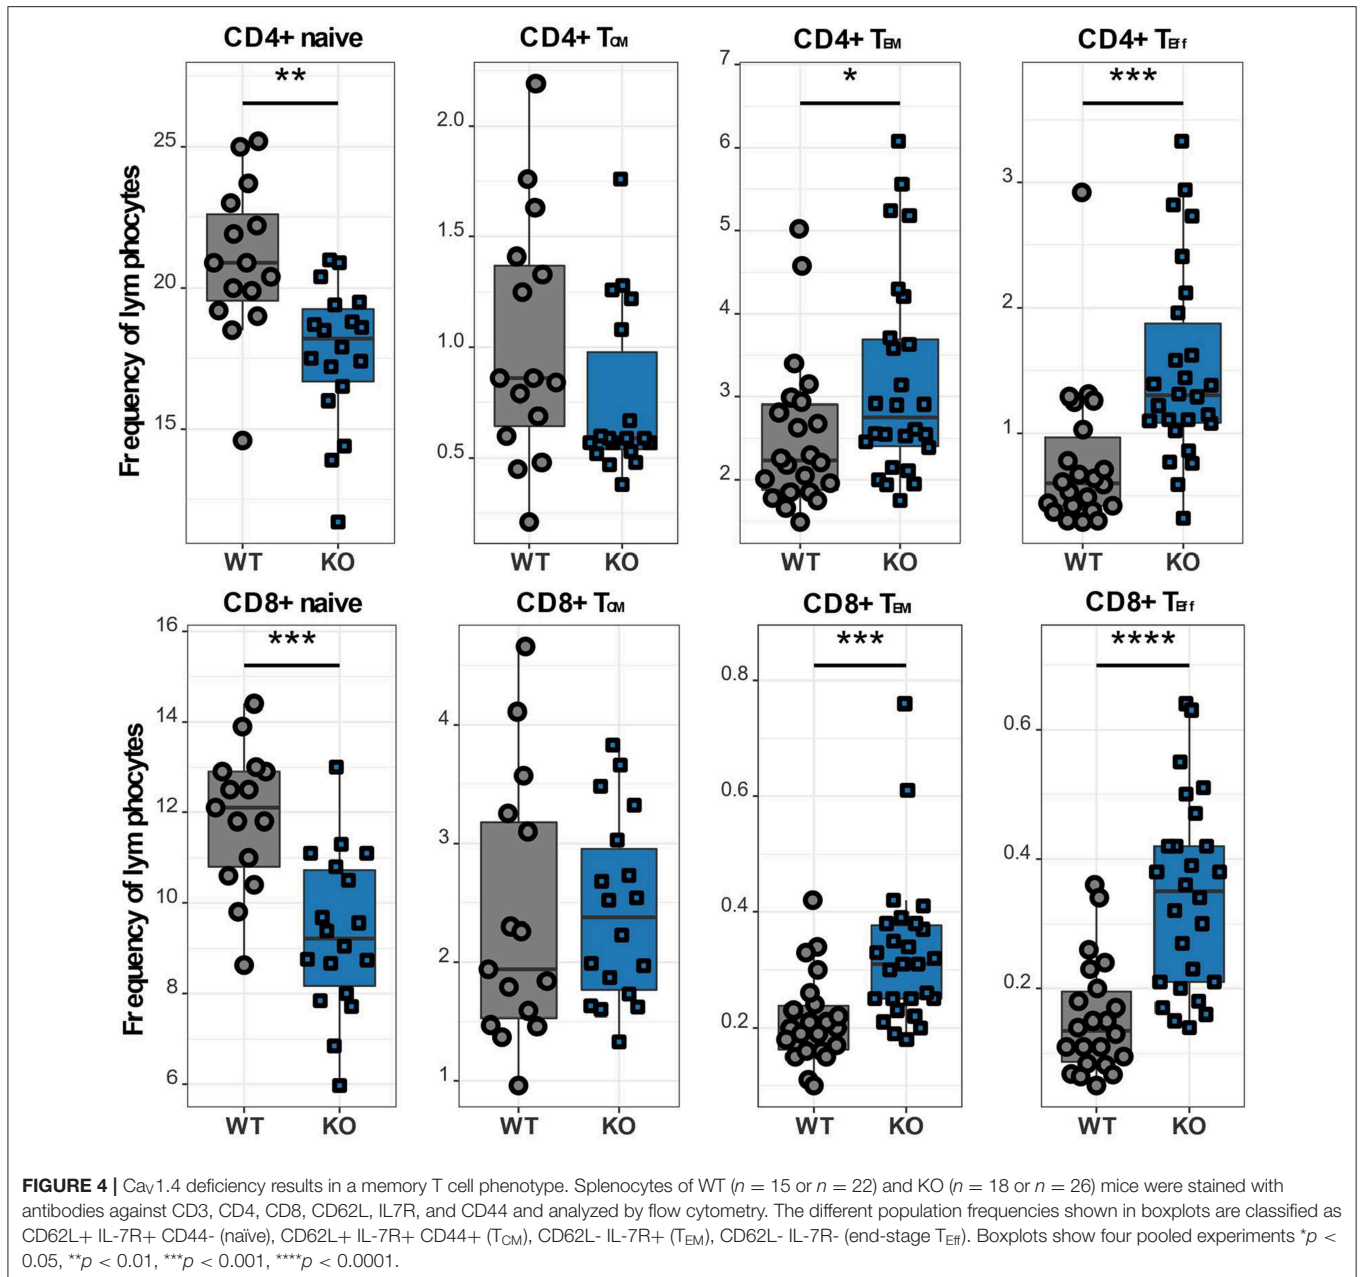 CD4+ naive
**
Frequency of lymphocytes
25
20
15
WT KO
CD4+ TCM
2.0
1.5
1.0
0.5
WT KO
CD4+ TEM
*
7
6
5
4
3
2
WT KO
CD4+ TEff
***
3
2
1
WT KO
CD8+ naive
***
Frequency of lymphocytes
16
14
12
10
8
6
WT KO
CD8+ TCM
4
3
2
1
WT KO
CD8+ TEM
***
0.8
0.6
0.4
0.2
WT KO
CD8+ TEff
****
0.6
0.4
0.2
WT KO
FIGURE 4 | CaV1.4 deficiency results in a memory T cell phenotype. Splenocytes of WT (n = 15 or n = 22) and KO (n = 18 or n = 26) mice were stained with
antibodies against CD3, CD4, CD8, CD62L, IL7R, and CD44 and analyzed by flow cytometry. The different population frequencies shown in boxplots are classified as
CD62L+ IL-7R+ CD44- (naïve), CD62L+ IL-7R+ CD44+ (TCM), CD62L- IL-7R+ (TEM), CD62L- IL-7R- (end-stage TEff). Boxplots show four pooled experiments *p <
0.05, **p < 0.01, ***p < 0.001, ****p < 0.0001.